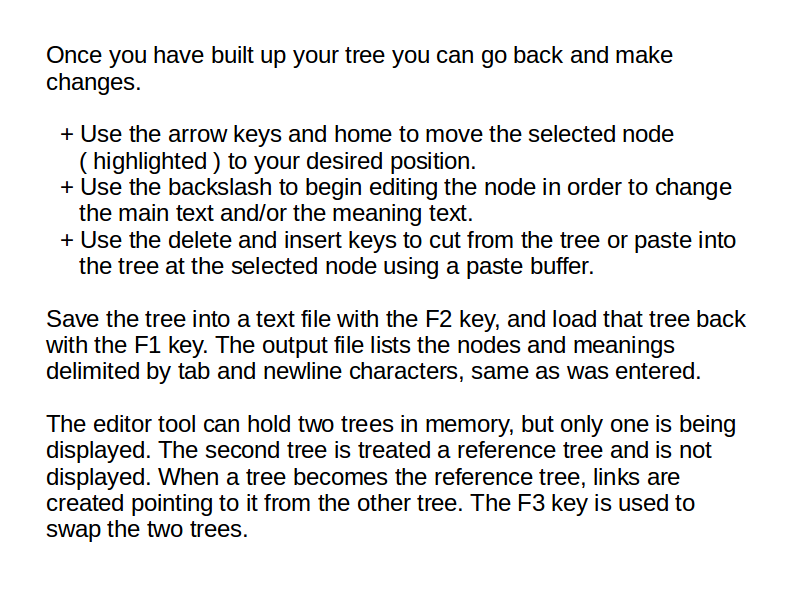 Once you have built up your tree you can go back and make
changes.
+ Use the arrow keys and home to move the selected node
( highlighted ) to your desired position.
+ Use the backslash to begin editing the node in order to change
the main text and/or the meaning text.
+ Use the delete and insert keys to cut from the tree or paste into
the tree at the selected node using a paste buffer.
Save the tree into a text file with the F2 key, and load that tree back
with the F1 key. The output file lists the nodes and meanings
delimited by tab and newline characters, same as was entered.
The editor tool can hold two trees in memory, but only one is being
displayed. The second tree is treated a reference tree and is not
displayed. When a tree becomes the reference tree, links are
created pointing to it from the other tree. The F3 key is used to
swap the two trees.